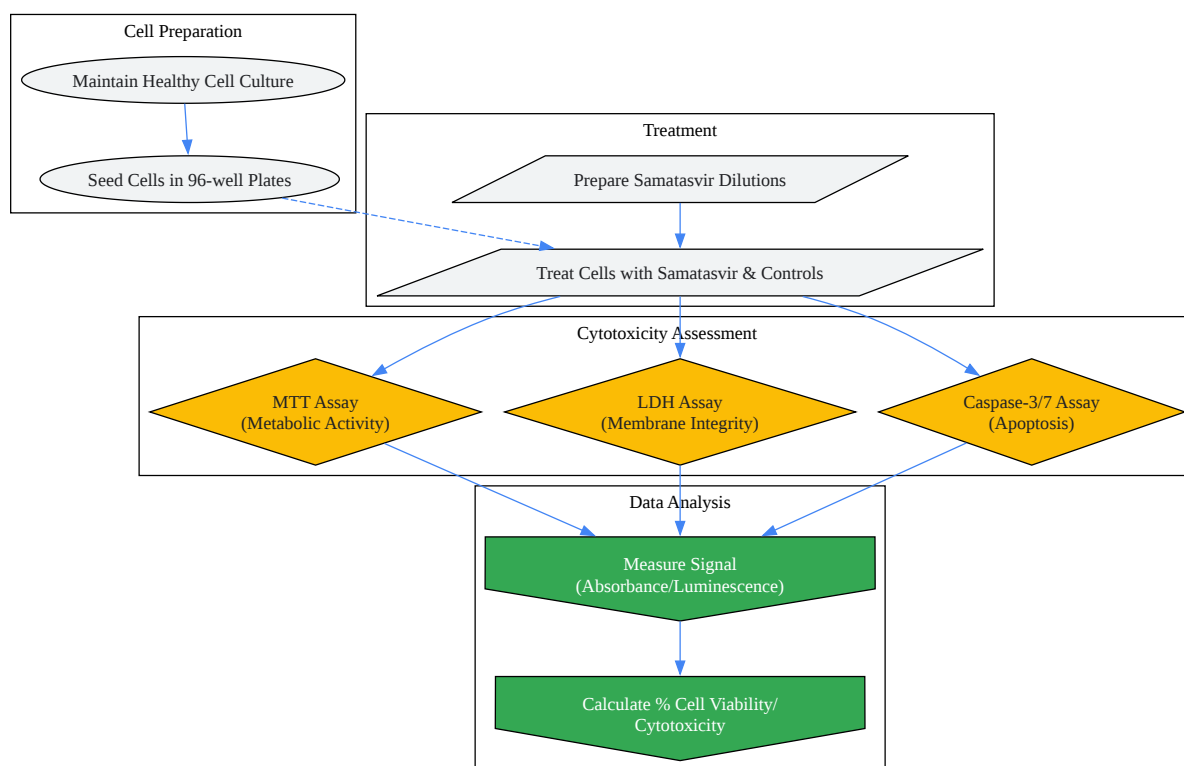 Cell Preparation
Maintain Healthy Cell Culture
Seed Cells in 96-well Plates
Treatment
Prepare Samatasvir Dilutions
Treat Cells with Samatasvir & Controls
Cytotoxicity Assessment
MTT Assay
(Metabolic Activity)
LDH Assay
(Membrane Integrity)
Caspase-3/7 Assay
(Apoptosis)
Data Analysis
Measure Signal
(Absorbance/Luminescence)
Calculate % Cell Viability/
Cytotoxicity